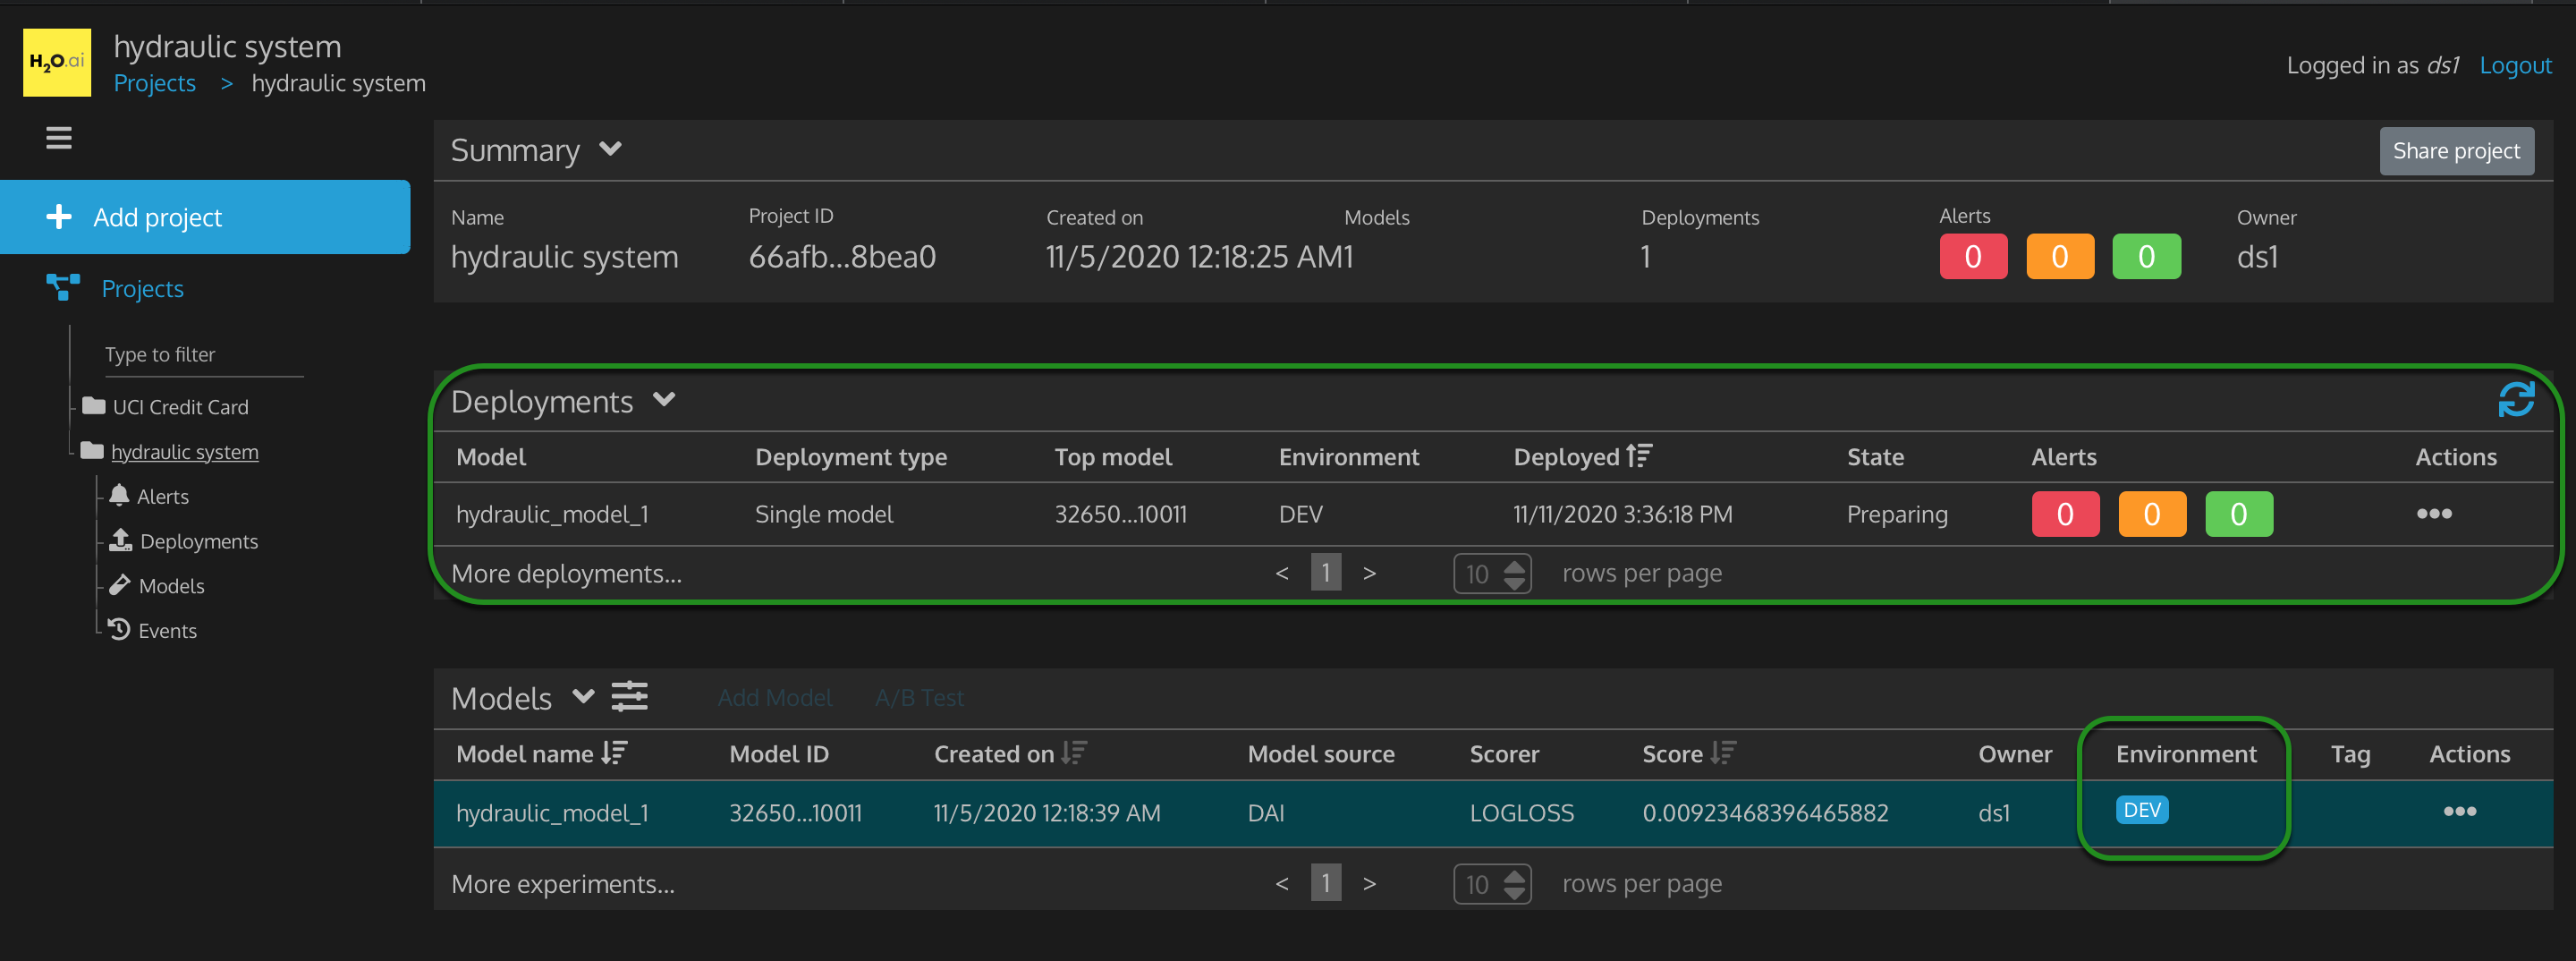 H2O.ai
hydraulic system
Projects > hydraulic system
Logged in as ds1 Logout
Add project
Projects
Type to filter
UCI Credit Card
hydraulic system
Alerts
Deployments
Models
Events
Summary
Share project
Name Project ID Created on Models Deployments Alerts Owner
hydraulic system 66afb...8bea0 11/5/2020 12:18:25 AM 1 1 0 0 0 ds1
Deployments
Model Deployment type Top model Environment Deployed State Alerts Actions
hydraulic_model_1 Single model 32650...10011 DEV 11/11/2020 3:36:18 PM Preparing 0 0 0 •••
More deployments... < 1 > 10 rows per page
Models Add Model A/B Test
Model name Model ID Created on Model source Scorer Score Owner Environment Tag Actions
hydraulic_model_1 32650...10011 11/5/2020 12:18:39 AM DAI LOGLOSS 0.00923468396465882 ds1 DEV •••
More experiments... < 1 > 10 rows per page